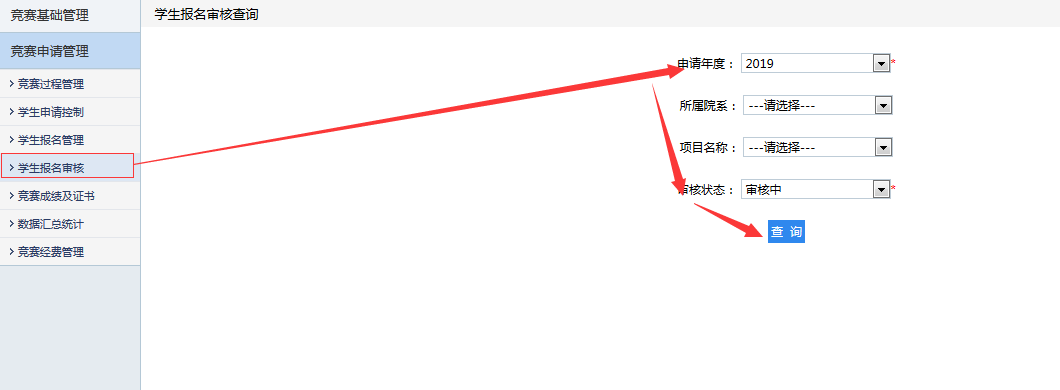 竞赛基础管理
竞赛申请管理
竞赛过程管理
学生申请控制
学生报名管理
学生报名审核
竞赛成绩及证书
数据汇总统计
竞赛经费管理
学生报名审核查询
申请年度： 2019 *
所属院系： ---请选择---
项目名称： ---请选择---
审核状态： 审核中 *
查 询